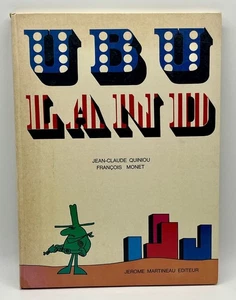 UBU
LAND
JEAN-CLAUDE QUINIOU
FRANÇOIS MONET
JEROME MARTINEAU EDITEUR